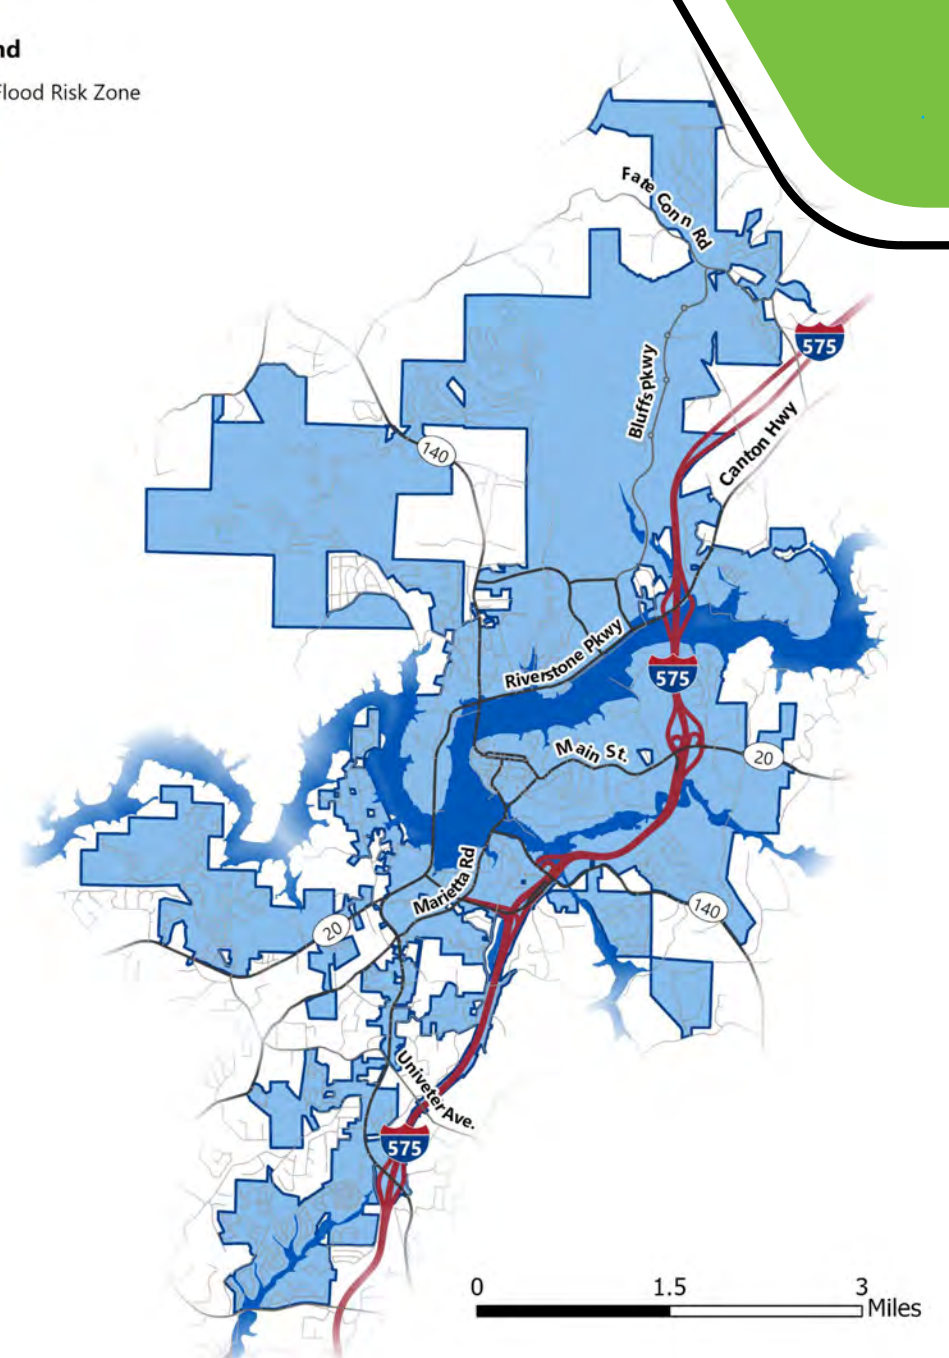 nd
Flood Risk Zone
Fate Conn Rd
575
Bluffs pkwy
Canton Hwy
140
Riverstone Pkwy
575
Main St.
20
Marietta Rd
140
20
Univeter Ave.
575
0 1.5 3
Miles